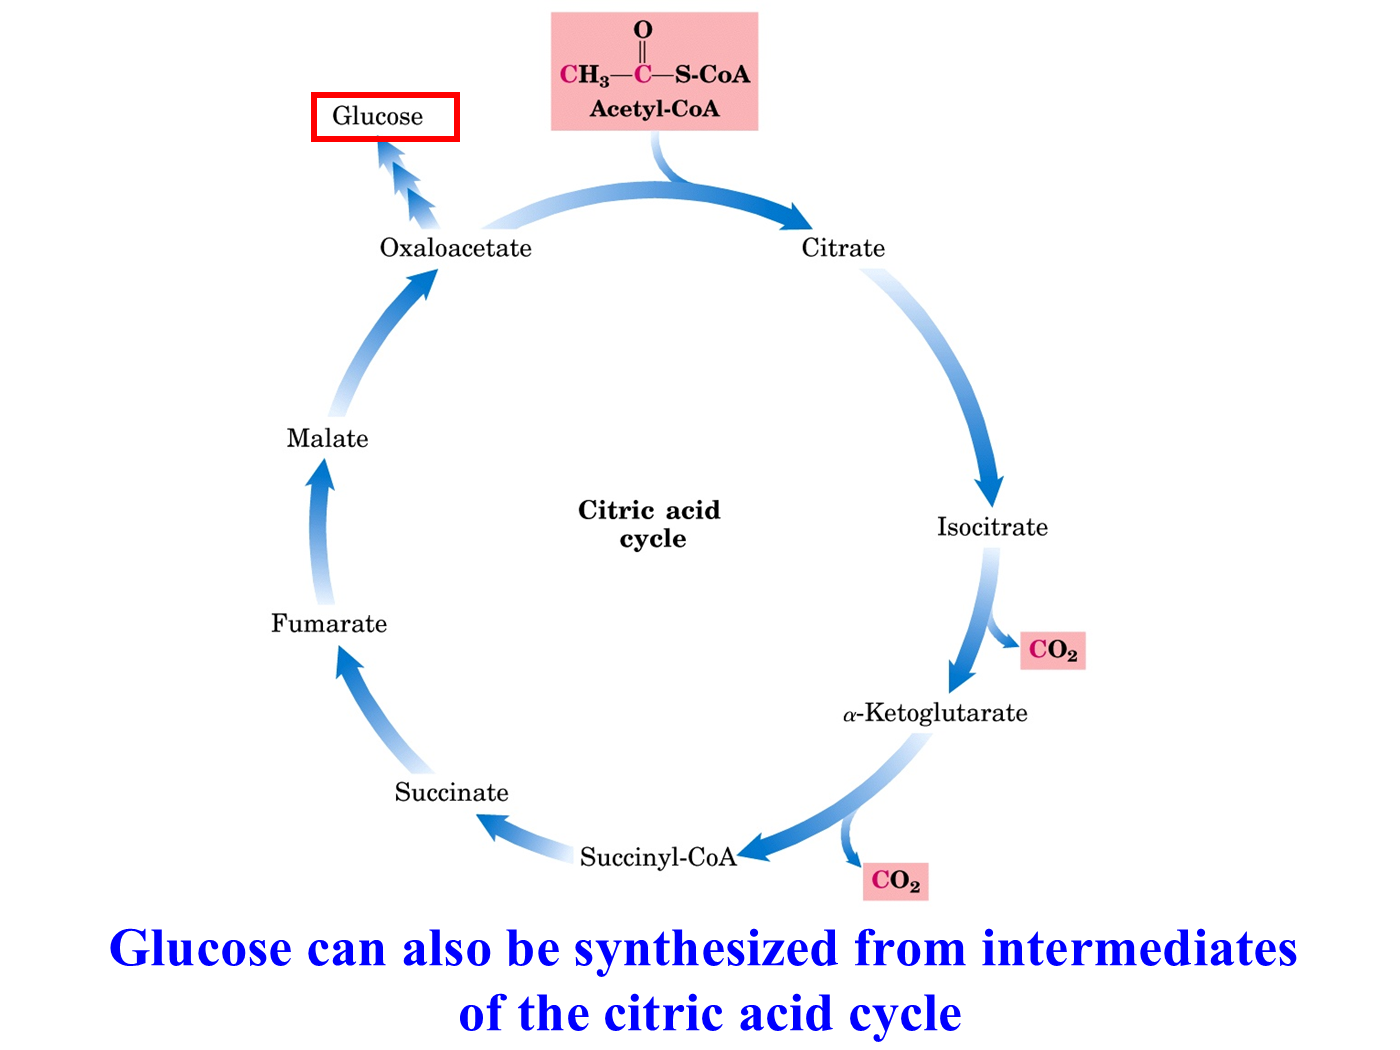 O
CH₃—C—S-CoA
Acetyl-CoA
Glucose
Oxaloacetate
Citrate
Malate
Citric acid
cycle
Isocitrate
Fumarate
CO₂
α-Ketoglutarate
Succinate
Succinyl-CoA
CO₂
Glucose can also be synthesized from intermediates
of the citric acid cycle